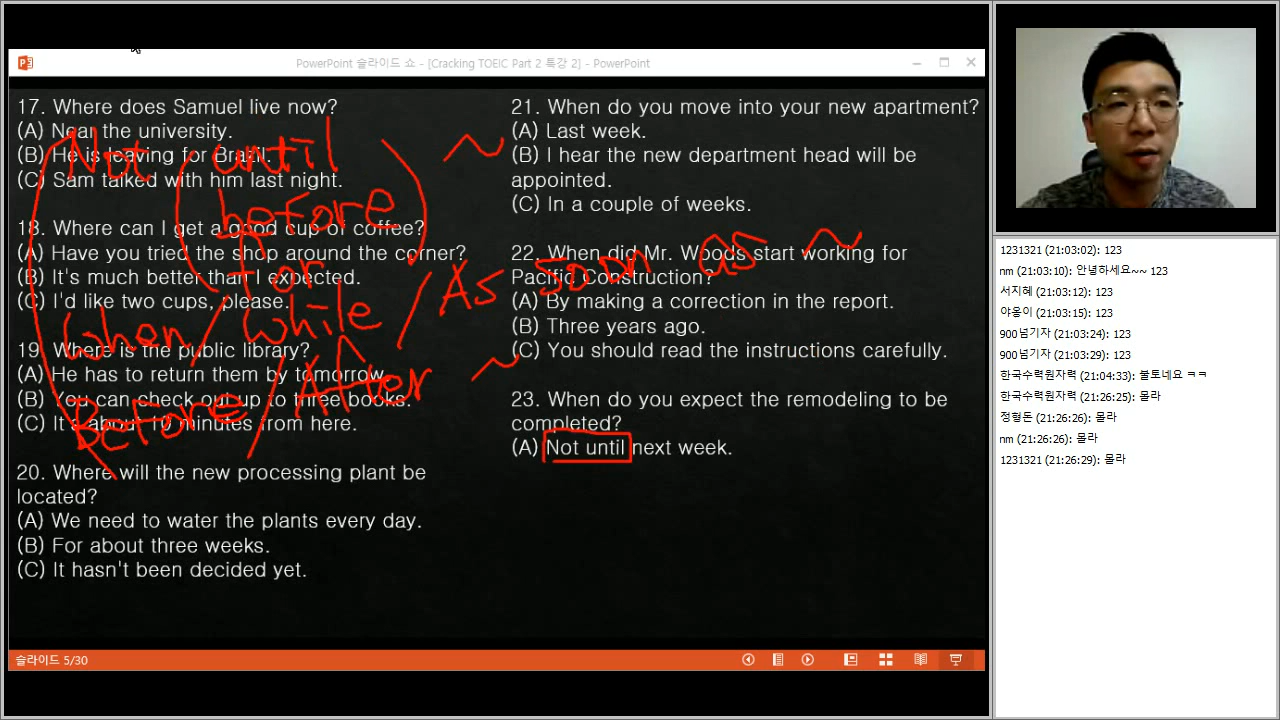 PowerPoint 슬라이드 쇼 - [Cracking TOEIC Part 2 특강 2] - PowerPoint
17. Where does Samuel live now?
(A) Near the university.
(B) He is leaving for Brazil.
(C) Sam talked with him last night.
18. Where can I get a good cup of coffee?
(A) Have you tried the shop around the corner?
(B) It's much better than I expected.
(C) I'd like two cups, please.
19. Where is the public library?
(A) He has to return them by tomorrow.
(B) You can check out up to three books.
(C) It's about 10 minutes from here.
20. Where will the new processing plant be
located?
(A) We need to water the plants every day.
(B) For about three weeks.
(C) It hasn't been decided yet.
21. When do you move into your new apartment?
(A) Last week.
(B) I hear the new department head will be
appointed.
(C) In a couple of weeks.
22. When did Mr. Woods start working for
Pacific Construction?
(A) By making a correction in the report.
(B) Three years ago.
(C) You should read the instructions carefully.
23. When do you expect the remodeling to be
completed?
(A) Not until next week.
Not (until ~
before
for)
When / While / As soon as ~
Before / After ~
슬라이드 5/30
1231321 (21:03:02): 123
nm (21:03:10): 안녕하세요~~ 123
서지혜 (21:03:12): 123
야옹이 (21:03:15): 123
900넘기자 (21:03:24): 123
900넘기자 (21:03:29): 123
한국수력원자력 (21:04:33): 불토네요 ㅋㅋ
한국수력원자력 (21:26:25): 몰라
정형돈 (21:26:26): 몰라
nm (21:26:26): 몰라
1231321 (21:26:29): 몰라